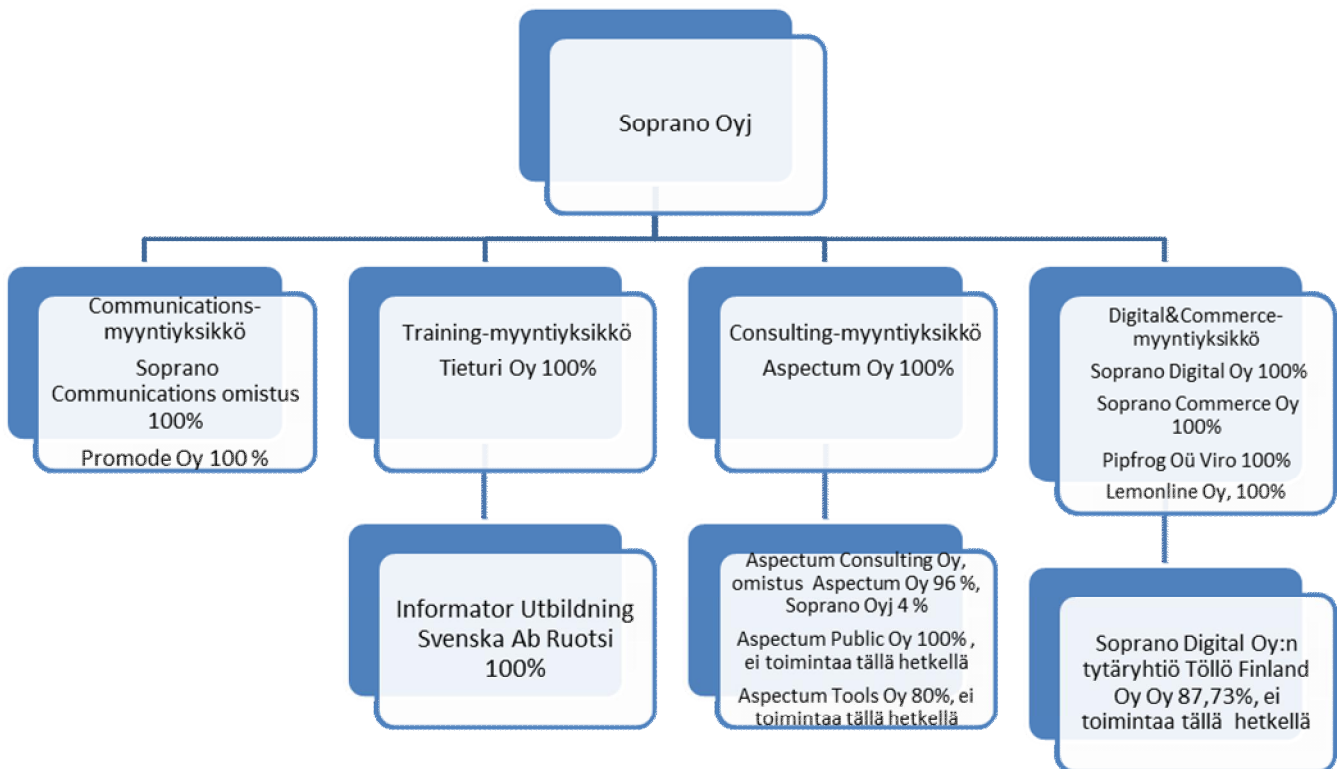 Soprano Oyj
Communications-
myyntiyksikkö
Soprano
Communications omistus
100%
Promode Oy 100 %
Training-myyntiyksikkö
Tieturi Oy 100%
Consulting-myyntiyksikkö
Aspectum Oy 100%
Digital&Commerce-
myyntiyksikkö
Soprano Digital Oy 100%
Soprano Commerce Oy
100%
Pipfrog Oü Viro 100%
Lemonline Oy, 100%
Informator Utbildning
Svenska Ab Ruotsi
100%
Aspectum Consulting Oy,
omistus Aspectum Oy 96 %,
Soprano Oyj 4 %
Aspectum Public Oy 100% ,
ei toimintaa tällä hetkellä
Aspectum Tools Oy 80%, ei
toimintaa tällä hetkellä
Soprano Digital Oy:n
tytäryhtiö Töllö Finland
Oy Oy 87,73%, ei
toimintaa tällä hetkellä